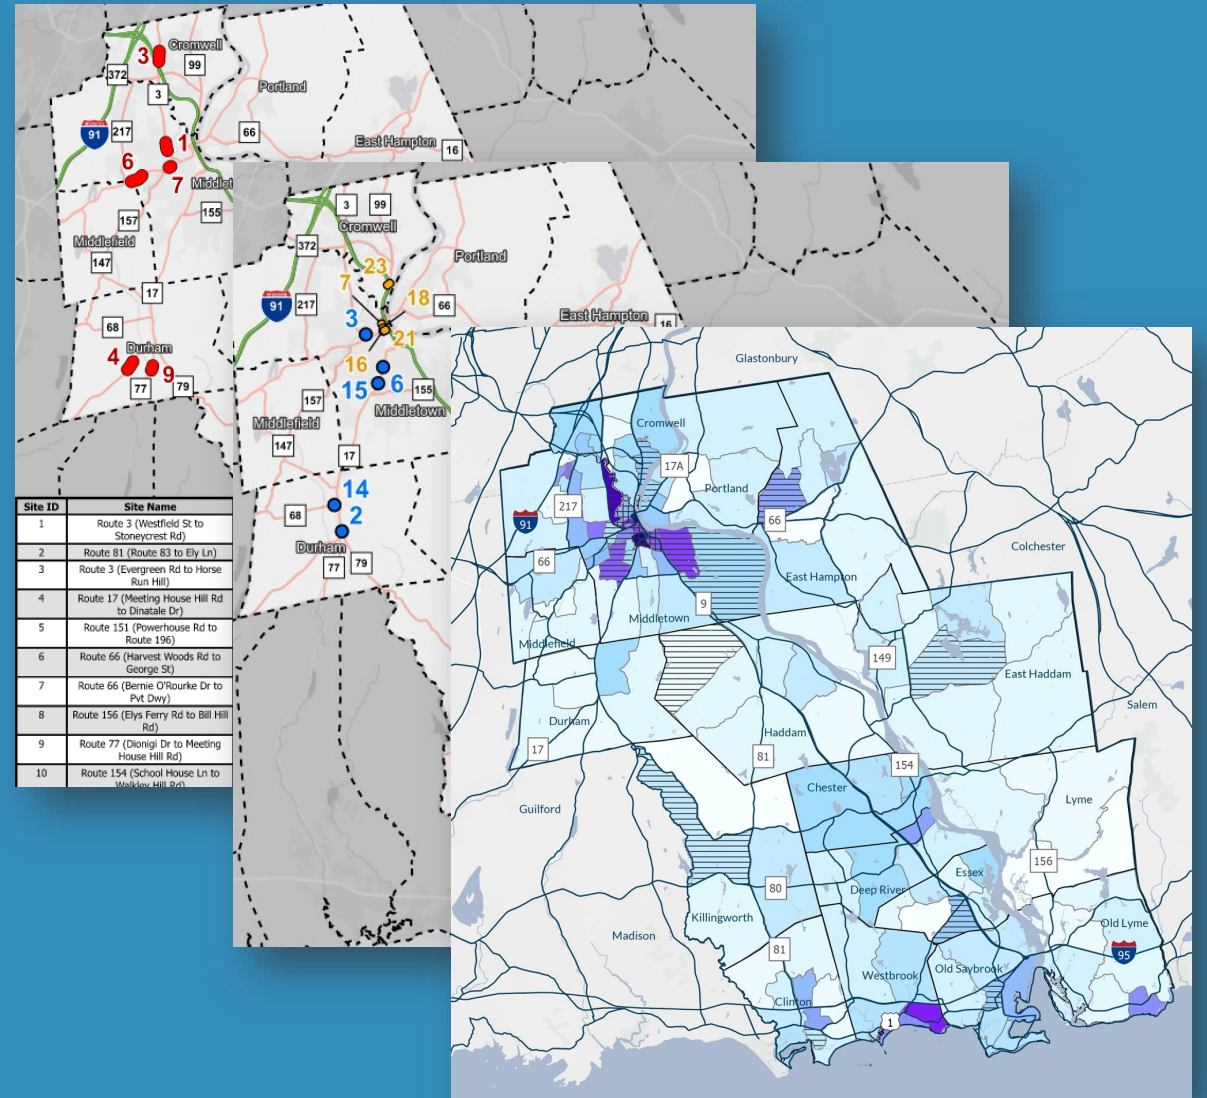 Cromwell
3
99
372
Portland
3
91
217
66
East Hampton
16
1
6
7
157
155
Middlefield
147
17
68
Durham
4
9
77
79
Site ID Site Name
1 Route 3 (Westfield St to
Stoneycrest Rd)
2 Route 81 (Route 83 to Ely Ln)
3 Route 3 (Evergreen Rd to Horse
Run Hill)
4 Route 17 (Meeting House Hill Rd
to Dinatale Dr)
5 Route 151 (Powerhouse Rd to
Route 196)
6 Route 66 (Harvest Woods Rd to
George St)
7 Route 66 (Bernie O'Rourke Dr to
Pvt Dwy)
8 Route 156 (Elys Ferry Rd to Bill Hill
Rd)
9 Route 77 (Dionigi Dr to Meeting
House Hill Rd)
10 Route 154 (School House Ln to
Walkley Hill Rd)
3
99
Cromwell
372
Portland
23
7
18
91
217
66
East Hampton
16
3
21
16
15
6
155
157
Middletown
Middlefield
147
17
14
68
2
Durham
77
79
Glastonbury
Cromwell
17A
Portland
217
91
66
Colchester
66
East Hampton
9
Middletown
Middlefield
149
East Haddam
Salem
Durham
17
Haddam
81
154
Chester
Lyme
Guilford
156
Essex
80
Deep River
Killingworth
Old Lyme
Madison
81
95
Westbrook
Old Saybrook
Clinton
1